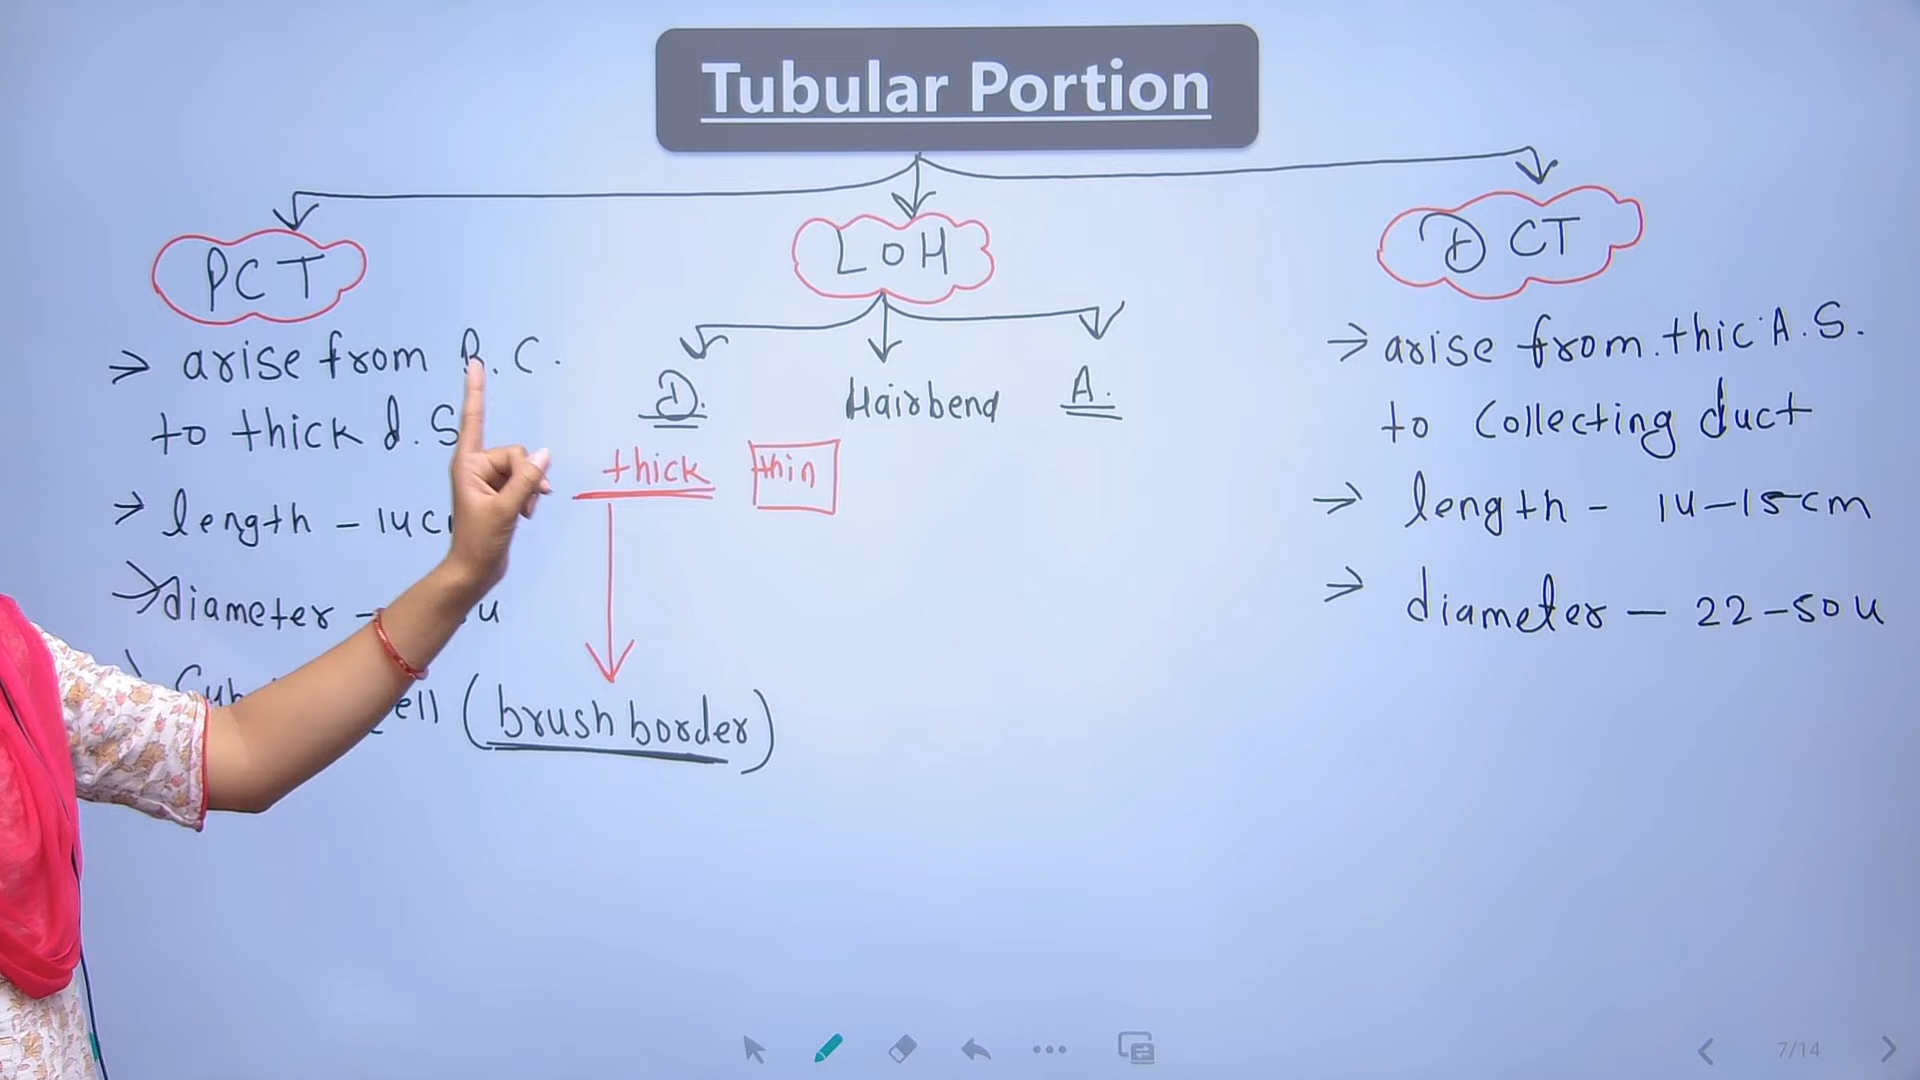 Tubular Portion
PCT
LOH
DCT
→ arise from B.C.
to thick d.S
→ length - 14c
→ diameter - u
ell (brush border)
D.
Hairbend
A.
thick
thin
→ arise from.thic A.S.
to Collecting duct
→ length - 14-15cm
→ diameter - 22-50u
7/14